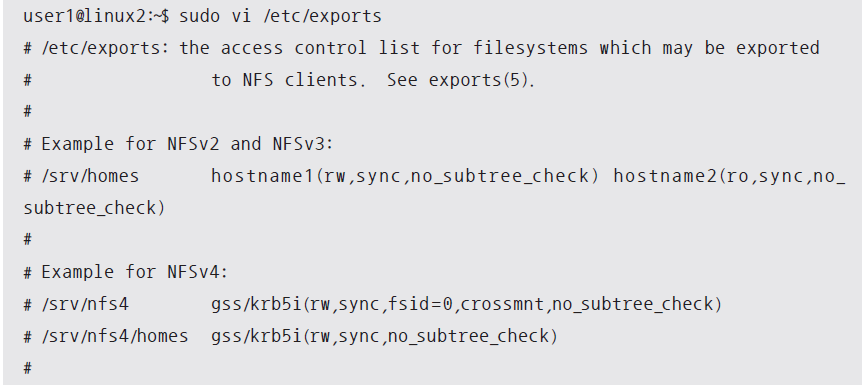 user1@linux2:~$ sudo vi /etc/exports
# /etc/exports: the access control list for filesystems which may be exported
#               to NFS clients.  See exports(5).
#
# Example for NFSv2 and NFSv3:
# /srv/homes       hostname1(rw,sync,no_subtree_check) hostname2(ro,sync,no_
subtree_check)
#
# Example for NFSv4:
# /srv/nfs4        gss/krb5i(rw,sync,fsid=0,crossmnt,no_subtree_check)
# /srv/nfs4/homes  gss/krb5i(rw,sync,no_subtree_check)
#